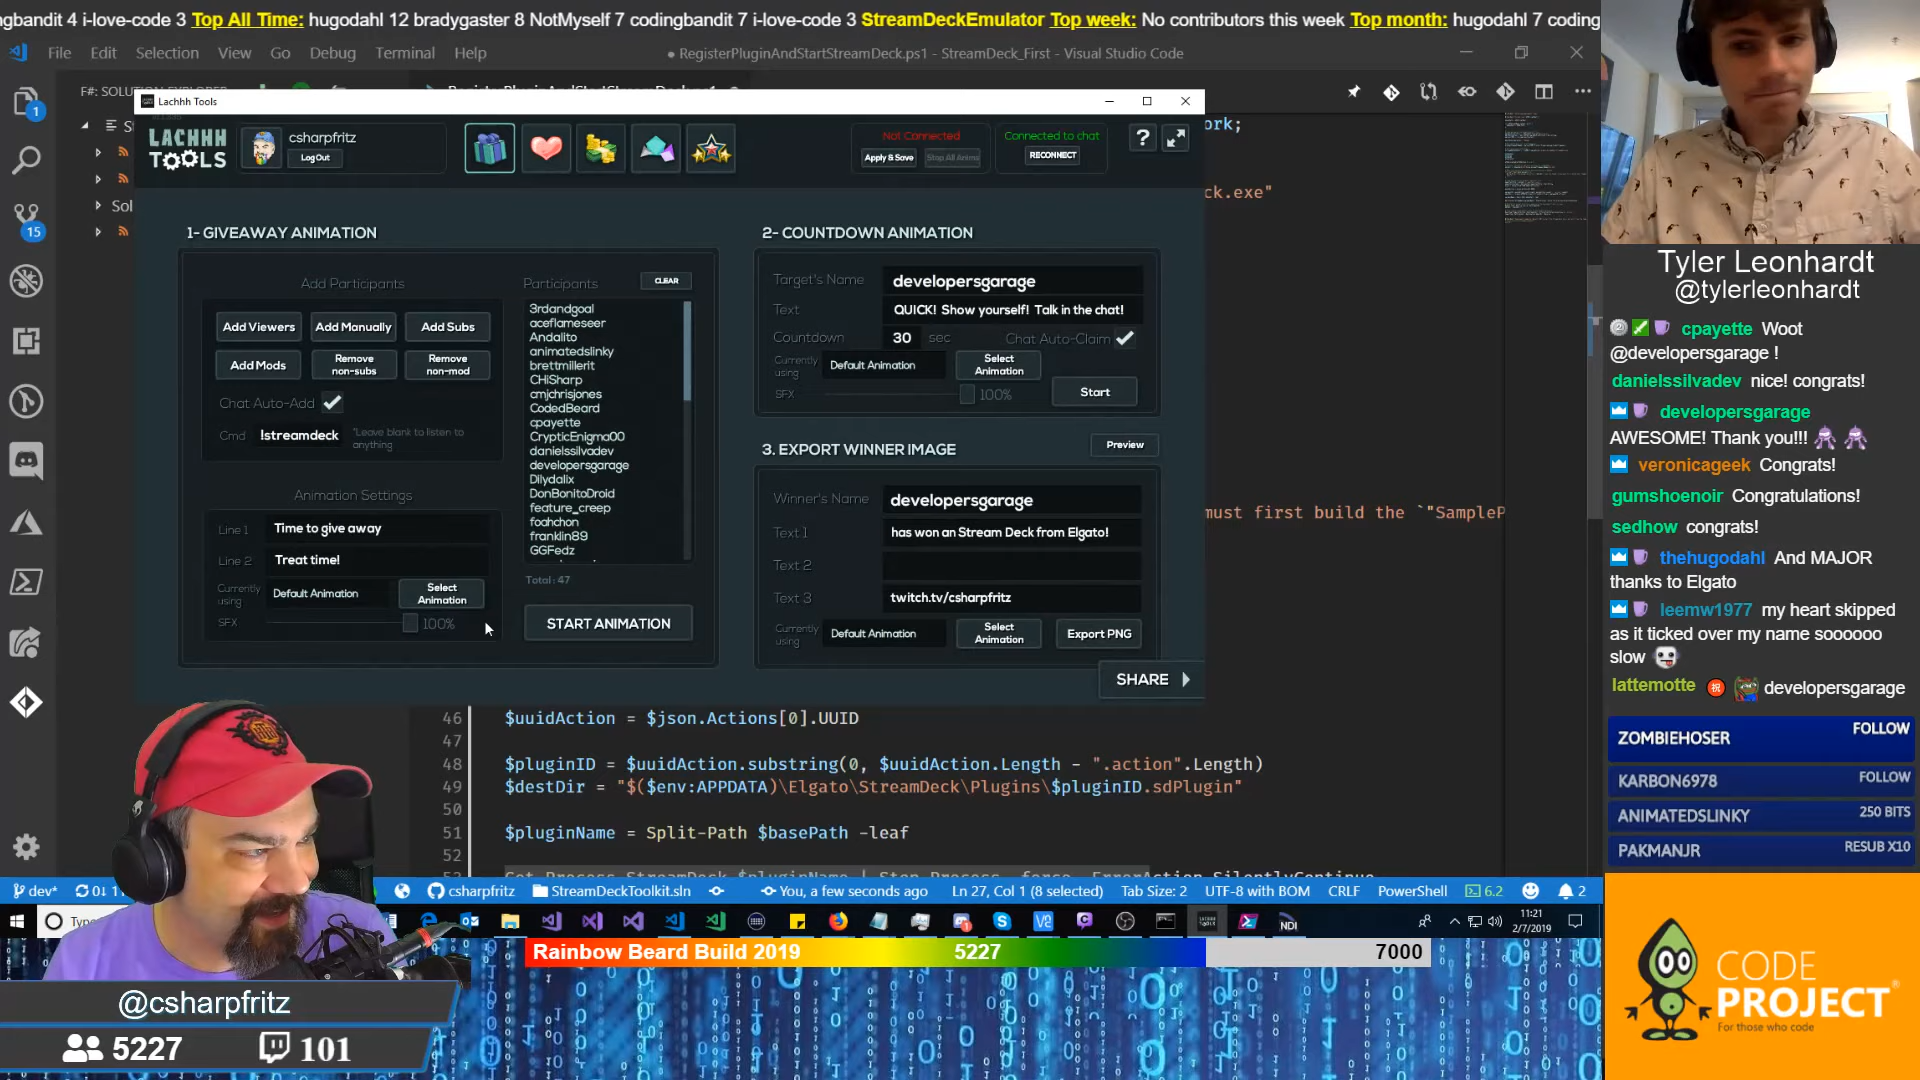 ngbandit 4 i-love-code 3 Top All Time: hugodahl 12 bradygaster 8 NotMyself 7 codingbandit 7 i-love-code 3 StreamDeckEmulator Top week: No contributors this week Top month: hugodahl 7 coding
File Edit Selection View Go Debug Terminal Help
● RegisterPluginAndStartStreamDeck.ps1 - StreamDeck_First - Visual Studio Code
Lachhh Tools
LACHHH TOOLS
csharpfritz
Log Out
Not Connected
Apply & Save
Stop All Anims
Connected to chat
RECONNECT
?
ork;
ck.exe"
1- GIVEAWAY ANIMATION
Add Participants
Add Viewers
Add Manually
Add Subs
Add Mods
Remove non-subs
Remove non-mod
Chat Auto-Add
Cmd !streamdeck
*Leave blank to listen to anything
Animation Settings
Line 1 Time to give away
Line 2 Treat time!
Currently using
Default Animation
Select Animation
SFX 100%
Participants
CLEAR
3rdandgoal
aceflameseer
Andalito
animatedslinky
brettmillerit
CHiSharp
cmjchrisjones
CodedBeard
cpayette
CrypticEnigma00
danielssilvadev
developersgarage
Dilydalix
DonBonitoDroid
feature_creep
foahchon
franklin89
GGFedz
Total : 47
START ANIMATION
2- COUNTDOWN ANIMATION
Target's Name developersgarage
Text QUICK! Show yourself! Talk in the chat!
Countdown 30 sec
Chat Auto-Claim
Currently using
Default Animation
Select Animation
SFX 100%
Start
3. EXPORT WINNER IMAGE
Preview
Winner's Name developersgarage
Text 1 has won an Stream Deck from Elgato!
Text 2
Text 3 twitch.tv/csharpfritz
Currently using
Default Animation
Select Animation
Export PNG
SHARE
must first build the `"SampleP
46 $uuidAction = $json.Actions[0].UUID
47
48 $pluginID = $uuidAction.substring(0, $uuidAction.Length - ".action".Length)
49 $destDir = "$($env:APPDATA)\Elgato\StreamDeck\Plugins\$pluginID.sdPlugin"
50
51 $pluginName = Split-Path $basePath -leaf
52
dev*
csharpfritz
StreamDeckToolkit.sln
You, a few seconds ago
Ln 27, Col 1 (8 selected)
Tab Size: 2
UTF-8 with BOM
CRLF
PowerShell
6.2
2
11:21
2/7/2019
Rainbow Beard Build 2019 5227 7000
@csharpfritz
5227 101
Tyler Leonhardt
@tylerleonhardt
cpayette Woot
@developersgarage !
danielssilvadev nice! congrats!
developersgarage
AWESOME! Thank you!!!
veronicageek Congrats!
gumshoenoir Congratulations!
sedhow congrats!
thehugodahl And MAJOR
thanks to Elgato
leemw1977 my heart skipped
as it ticked over my name soooooo
slow
lattemotte developersgarage
ZOMBIEHOSER FOLLOW
KARBON6978 FOLLOW
ANIMATEDSLINKY 250 BITS
PAKMANJR RESUB X10
CODE
PROJECT
For those who code